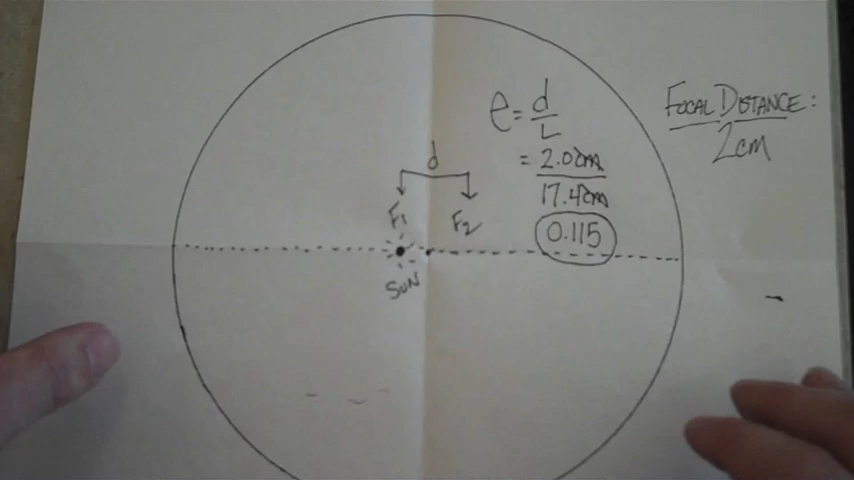 e = d/L
= 2.0cm/17.4cm
0.115
FOCAL DISTANCE:
2cm
d
F1 F2
SUN